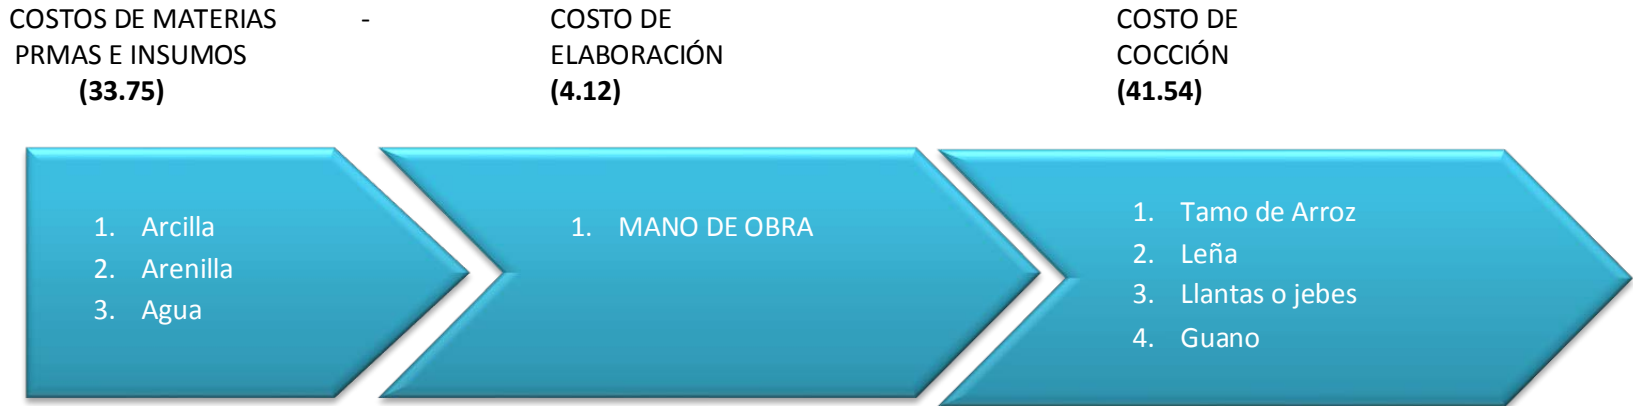 COSTOS DE MATERIAS -
PRMAS E INSUMOS
(33.75)
COSTO DE
ELABORACIÓN
(4.12)
COSTO DE
COCCIÓN
(41.54)
1. Arcilla
2. Arenilla
3. Agua
1. MANO DE OBRA
1. Tamo de Arroz
2. Leña
3. Llantas o jebes
4. Guano